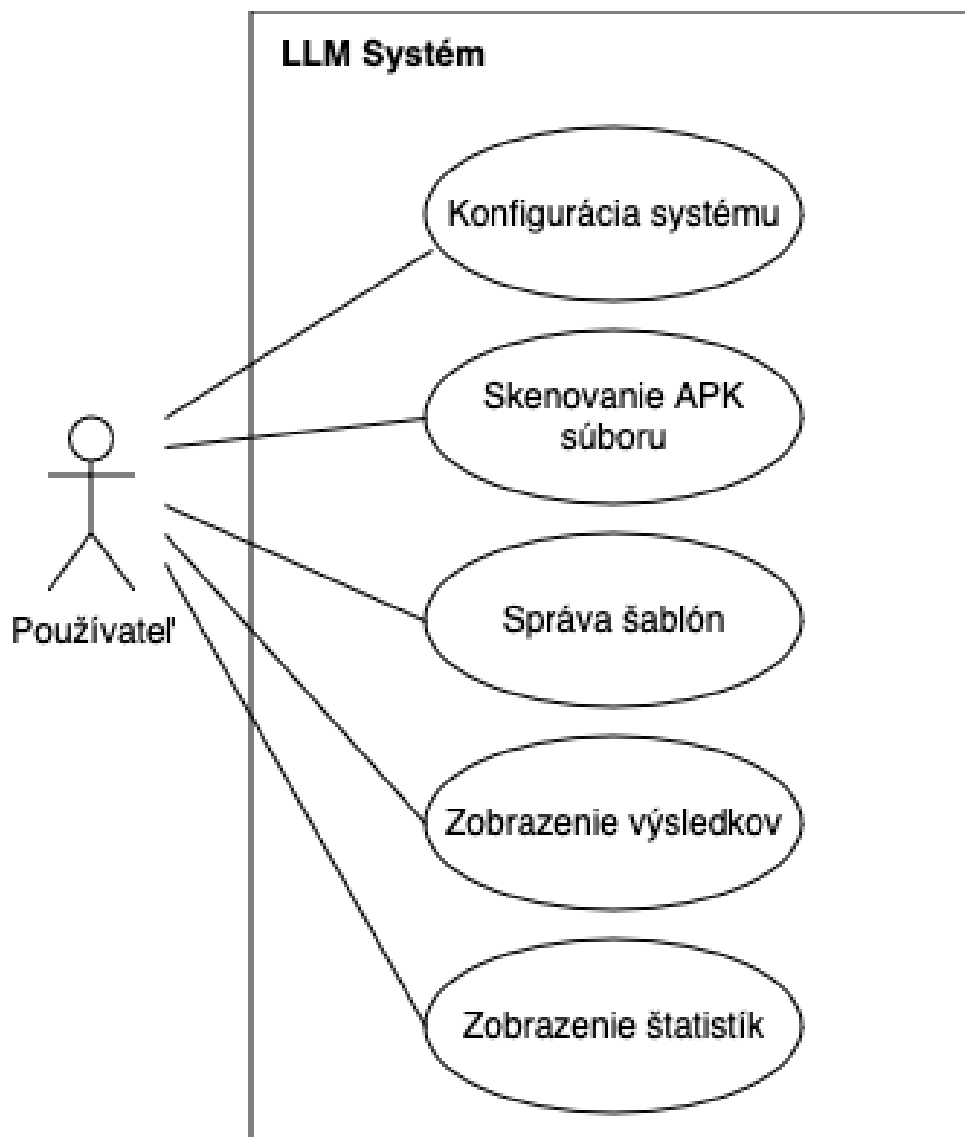 LLM Systém
Konfigurácia systému
Skenovanie APK
súboru
Používateľ
Správa šablón
Zobrazenie výsledkov
Zobrazenie štatistík